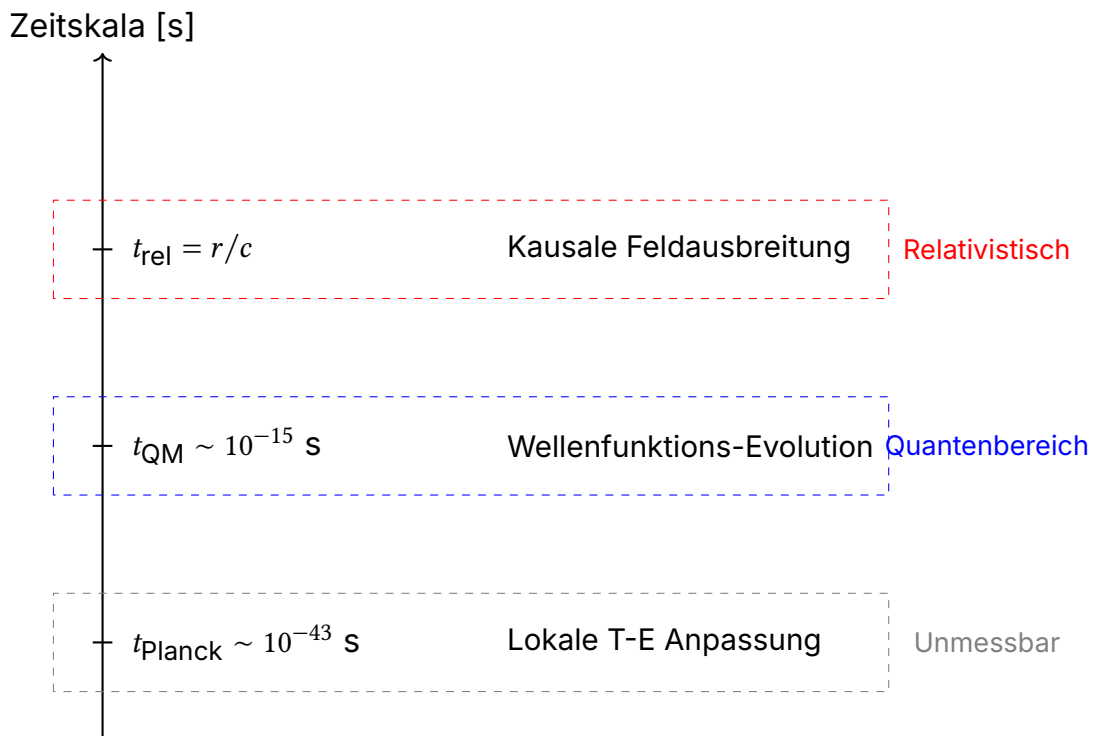 Zeitskala [s]
t_rel = r/c Kausale Feldausbreitung Relativistisch
t_QM ∼ 10⁻¹⁵ s Wellenfunktions-Evolution Quantenbereich
t_Planck ∼ 10⁻⁴³ s Lokale T-E Anpassung Unmessbar